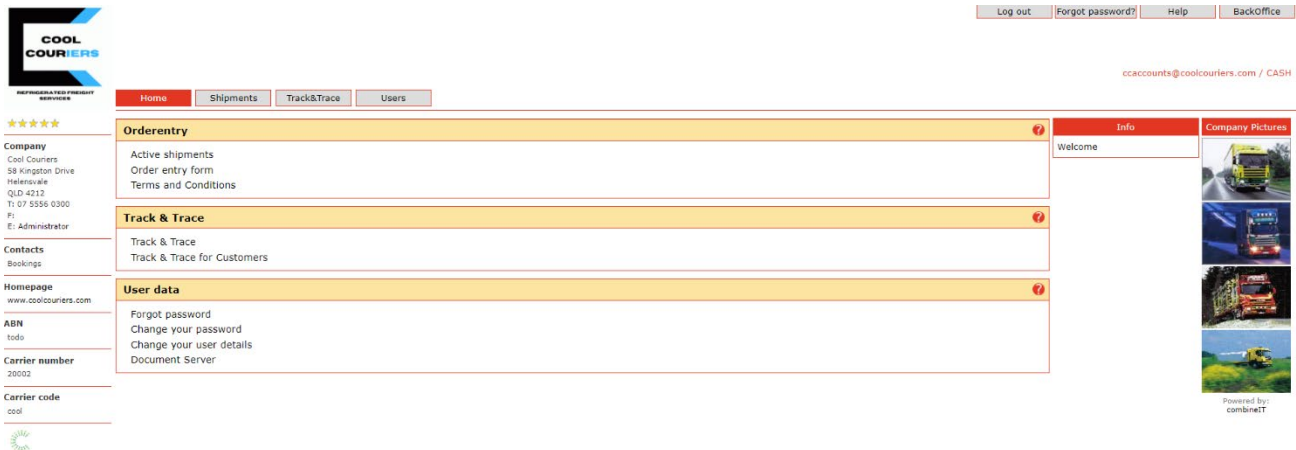 Log out
Forgot password?
Help
BackOffice
COOL
COURIERS
REFRIGERATED FREIGHT
SERVICES
ccaccounts@coolcouriers.com / CASH
Home
Shipments
Track&Trace
Users
Company
Cool Couriers
58 Kingston Drive
Helensvale
QLD 4212
T: 07 5556 0300
F:
E: Administrator
Contacts
Bookings
Homepage
www.coolcouriers.com
ABN
todo
Carrier number
20002
Carrier code
cool
Orderentry
?
Active shipments
Order entry form
Terms and Conditions
Track & Trace
?
Track & Trace
Track & Trace for Customers
User data
?
Forgot password
Change your password
Change your user details
Document Server
Info
Welcome
Company Pictures
Powered by:
combineIT